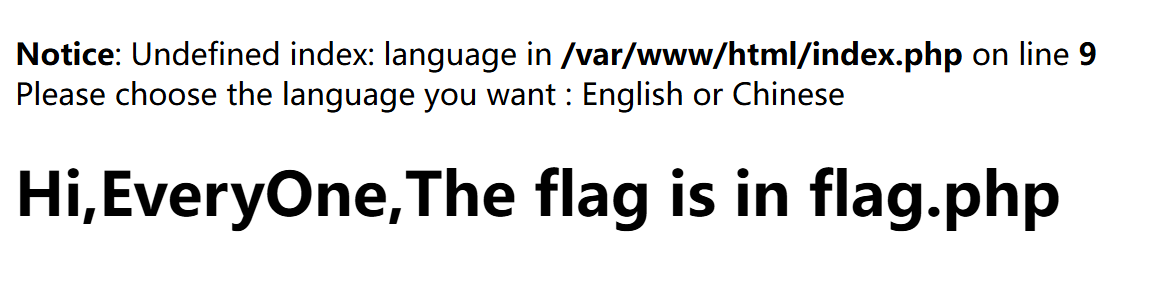 Notice: Undefined index: language in /var/www/html/index.php on line 9
Please choose the language you want : English or Chinese
Hi,EveryOne,The flag is in flag.php